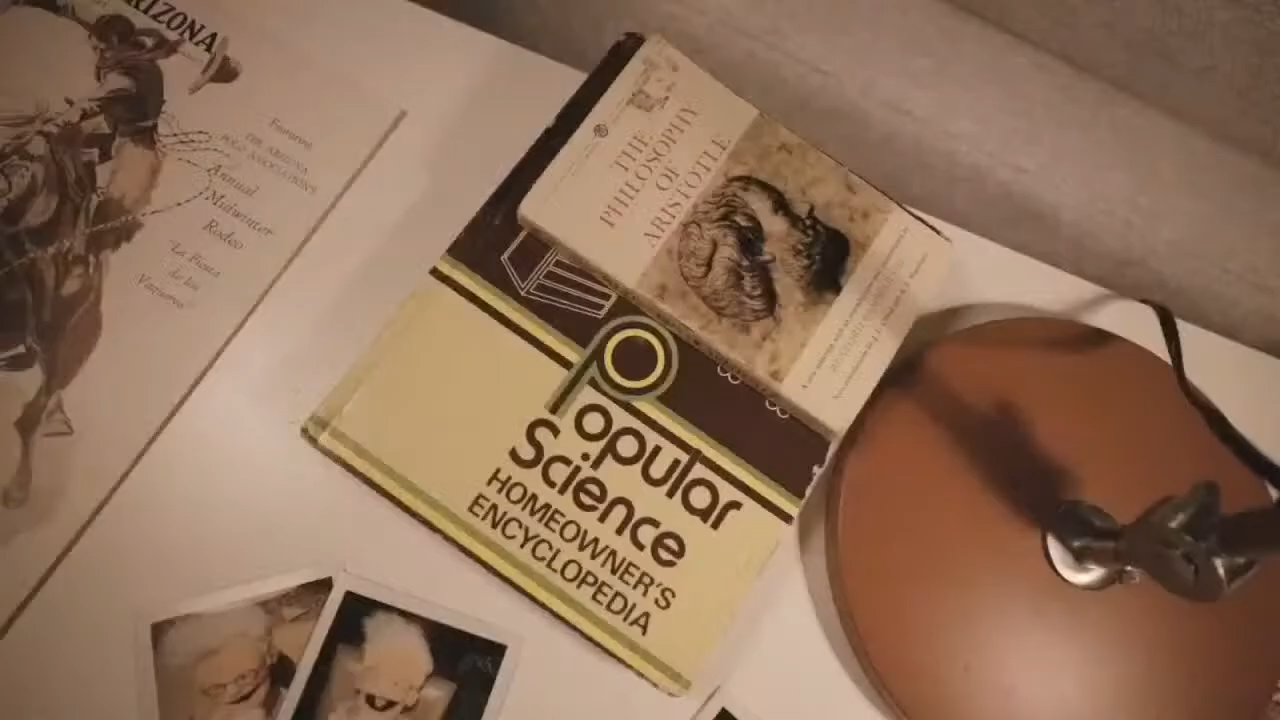 ARIZONA
Features
THE ARIZONA
POLO ASSOCIATION'S
Annual
Midwinter
Rodeo
"La Fiesta
de los
Vaqueros"
THE
PHILOSOPHY
OF
ARISTOTLE
Popular
Science
HOMEOWNER'S
ENCYCLOPEDIA